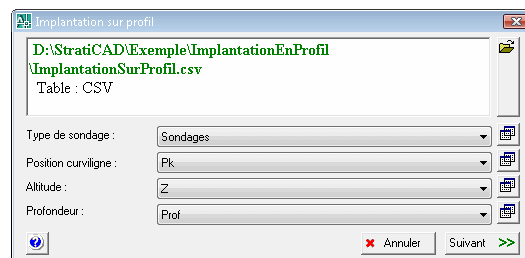 Implantation sur profil
D:\StratiCAD\Exemple\ImplantationEnProfil
\ImplantationSurProfil.csv
Table : CSV
Type de sondage :
Sondages
Position curviligne :
Pk
Altitude :
Z
Profondeur :
Prof
Annuler
Suivant >>